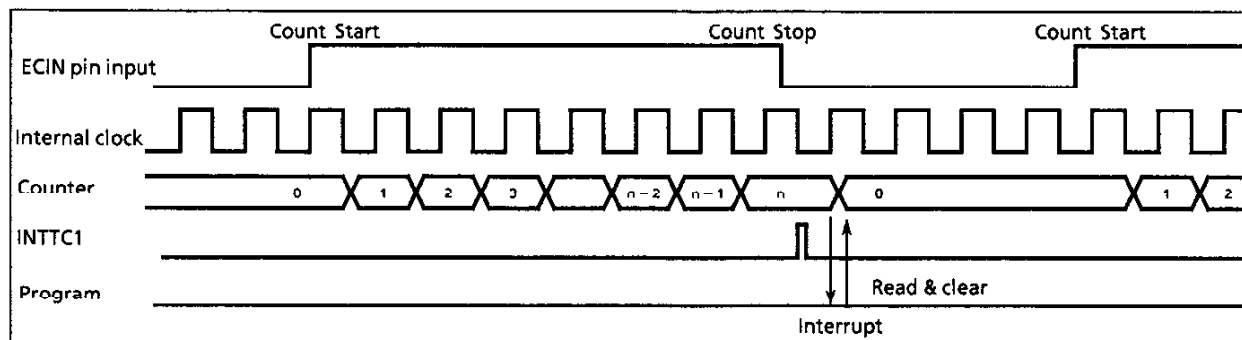 Count Start Count Stop Count Start
ECIN pin input
Internal clock
Counter 0 1 2 3 n-2 n-1 n 0 1 2
INTTC1
Program Read & clear
Interrupt